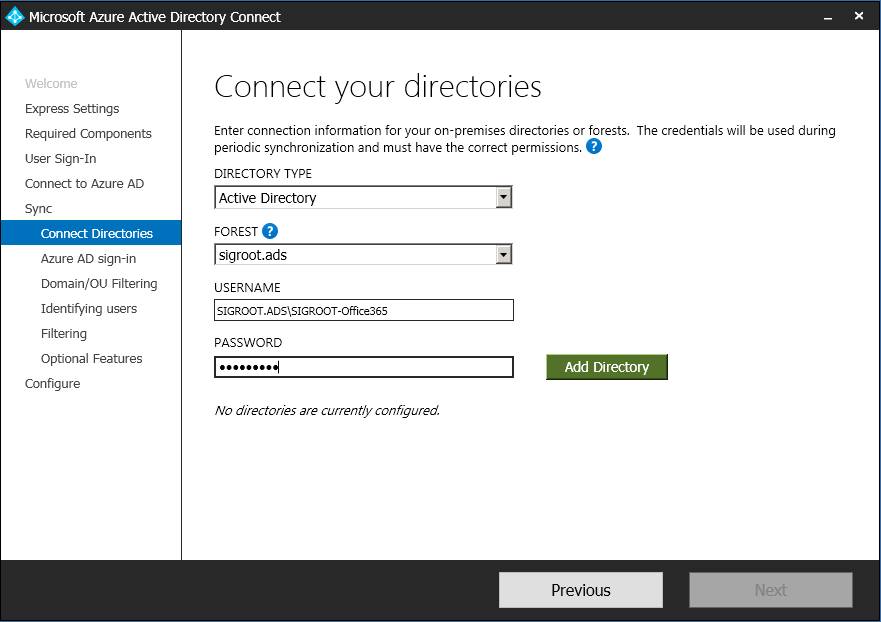 Microsoft Azure Active Directory Connect
Welcome
Express Settings
Required Components
User Sign-In
Connect to Azure AD
Sync
Connect Directories
Azure AD sign-in
Domain/OU Filtering
Identifying users
Filtering
Optional Features
Configure
Connect your directories
Enter connection information for your on-premises directories or forests. The credentials will be used during
periodic synchronization and must have the correct permissions. ?
DIRECTORY TYPE
Active Directory
FOREST ?
sigroot.ads
USERNAME
SIGROOT.ADS\SIGROOT-Office365
PASSWORD
•••••••••
Add Directory
No directories are currently configured.
Previous
Next